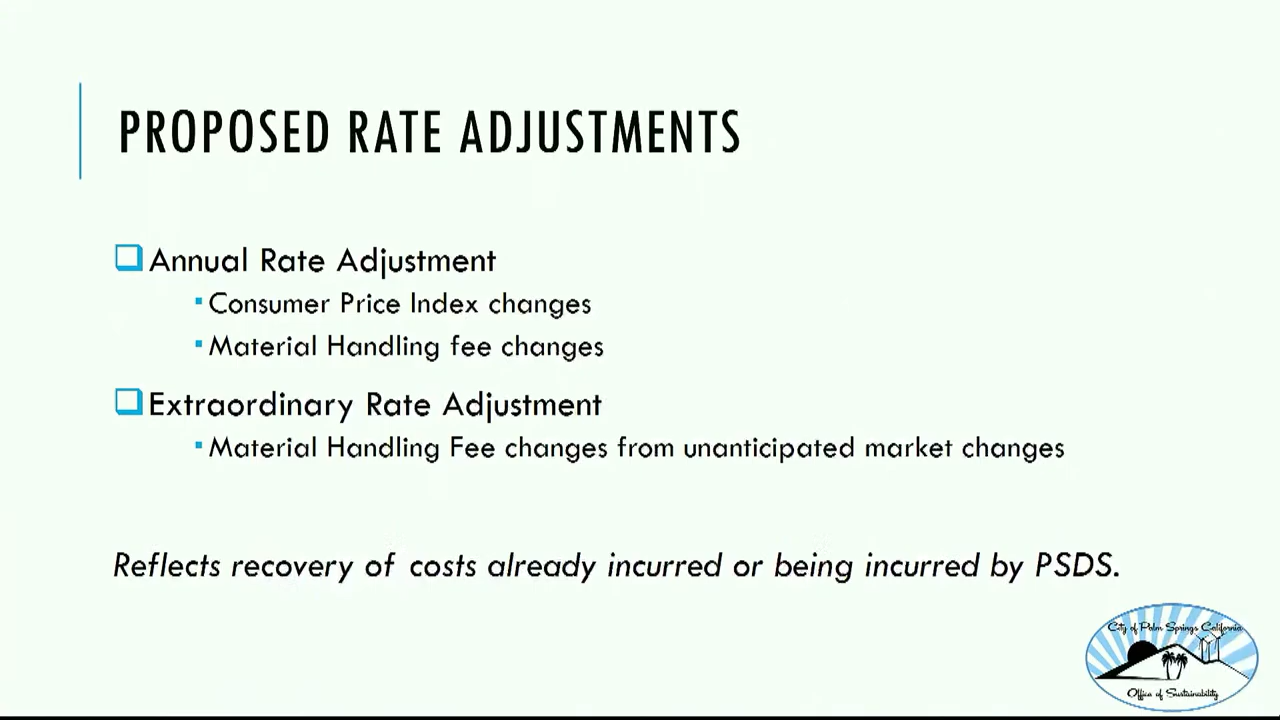 PROPOSED RATE ADJUSTMENTS
Annual Rate Adjustment
Consumer Price Index changes
Material Handling fee changes
Extraordinary Rate Adjustment
Material Handling Fee changes from unanticipated market changes
Reflects recovery of costs already incurred or being incurred by PSDS.
City of Palm Springs California
Office of Sustainability